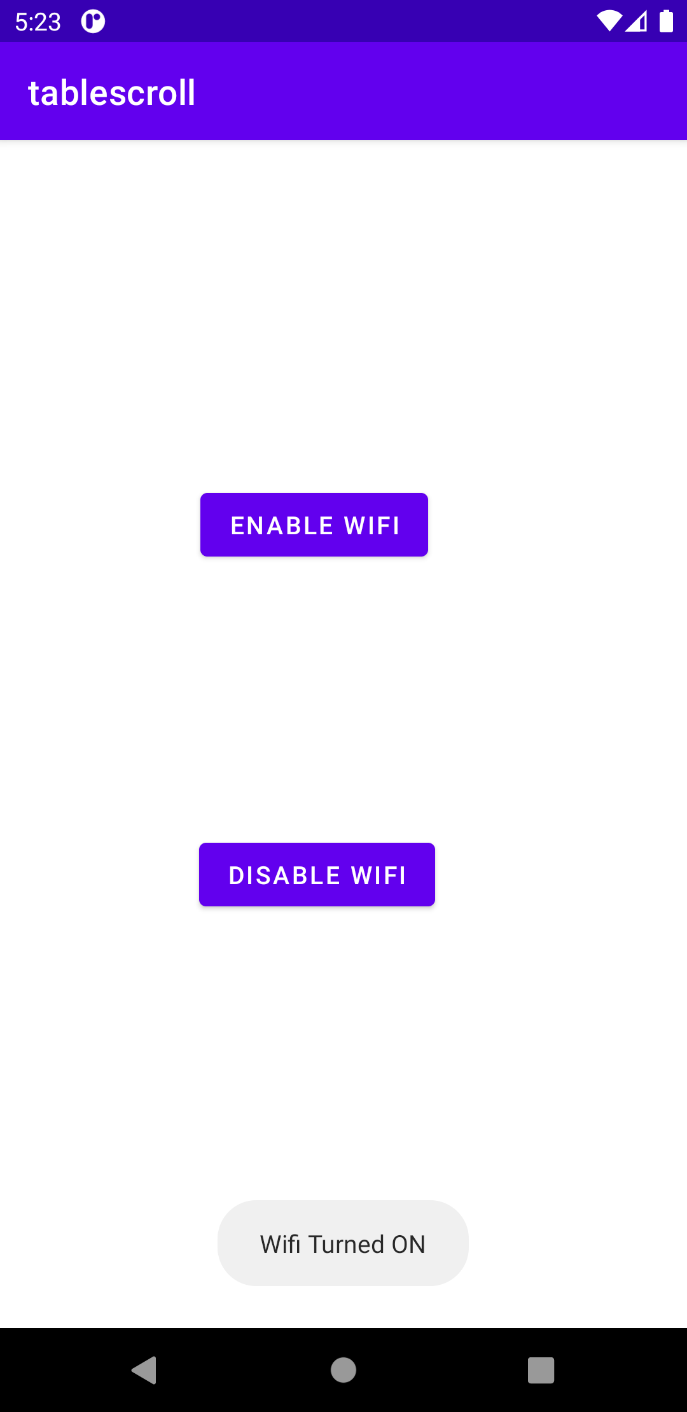 5:23
tablescroll
ENABLE WIFI
DISABLE WIFI
Wifi Turned ON